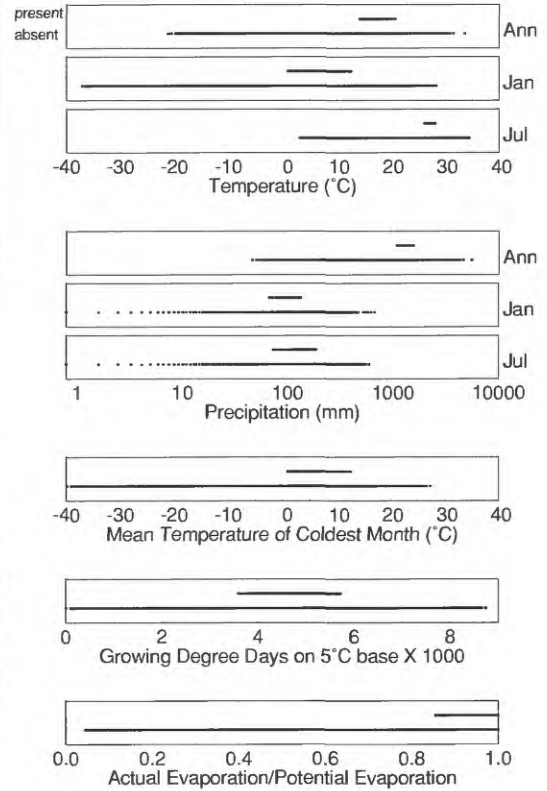 present
absent
Ann
Jan
Jul
-40 -30 -20 -10 0 10 20 30 40
Temperature (˚C)
Ann
Jan
Jul
1 10 100 1000 10000
Precipitation (mm)
-40 -30 -20 -10 0 10 20 30 40
Mean Temperature of Coldest Month (˚C)
0 2 4 6 8
Growing Degree Days on 5˚C base X 1000
0.0 0.2 0.4 0.6 0.8 1.0
Actual Evaporation/Potential Evaporation